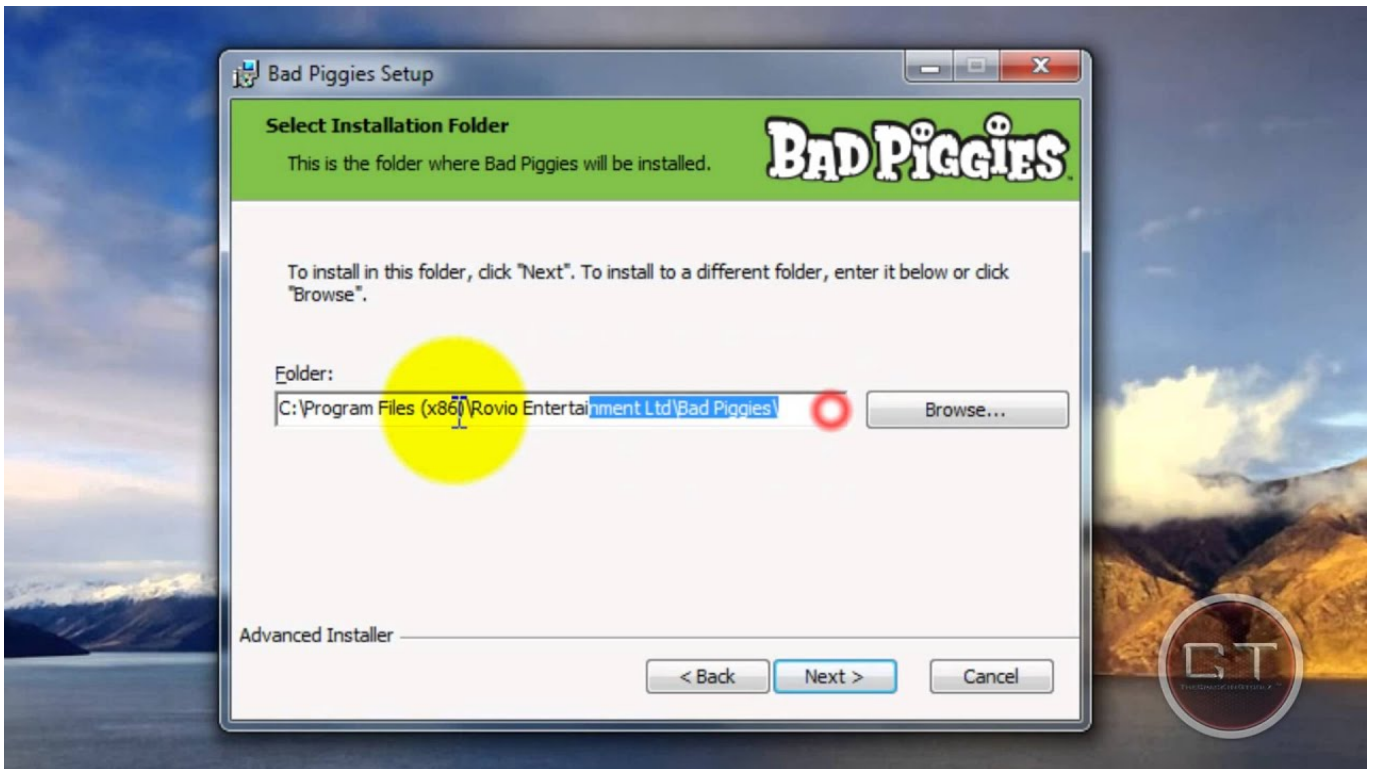 Bad Piggies Setup
Select Installation Folder
This is the folder where Bad Piggies will be installed.
BAD PIGGIES
To install in this folder, click "Next". To install to a different folder, enter it below or click
"Browse".
Folder:
C:\Program Files (x86)\Rovio Entertainment Ltd\Bad Piggies\
Browse...
Advanced Installer
< Back
Next >
Cancel
GT